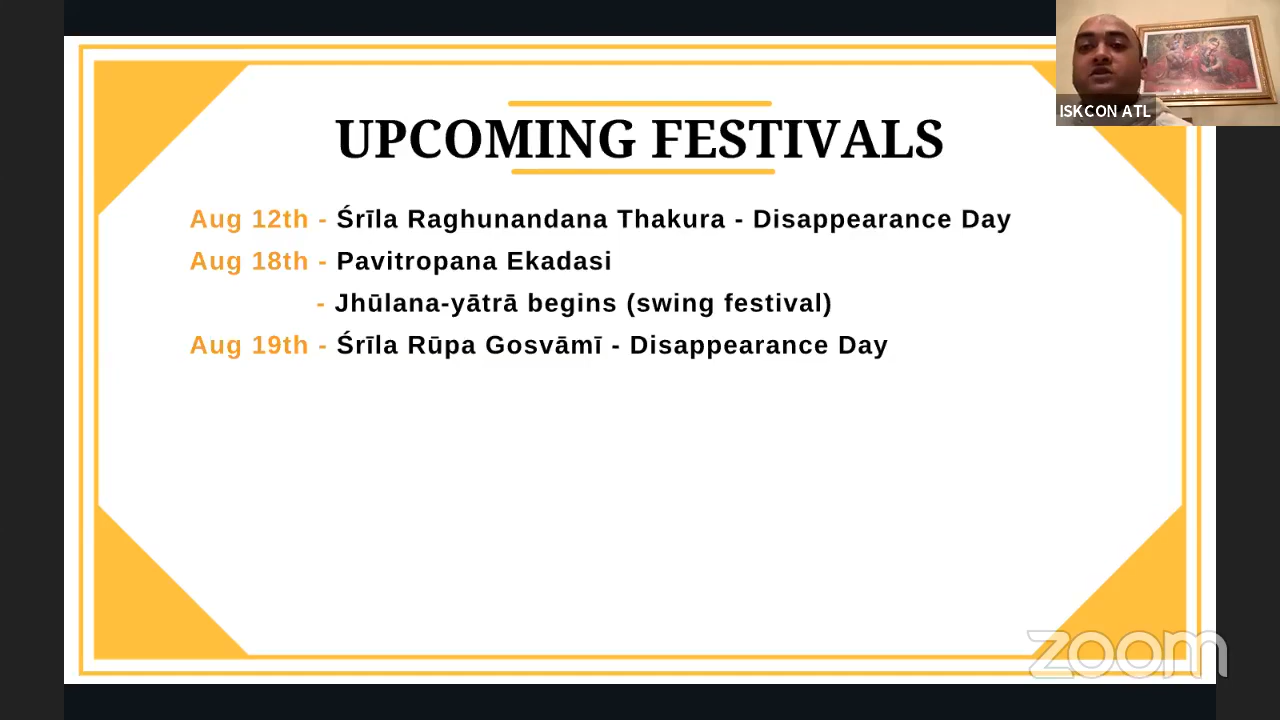 ISKCON ATL
UPCOMING FESTIVALS
Aug 12th - Śrīla Raghunandana Thakura - Disappearance Day
Aug 18th - Pavitropana Ekadasi
- Jhūlana-yātrā begins (swing festival)
Aug 19th - Śrīla Rūpa Gosvāmī - Disappearance Day
zoom